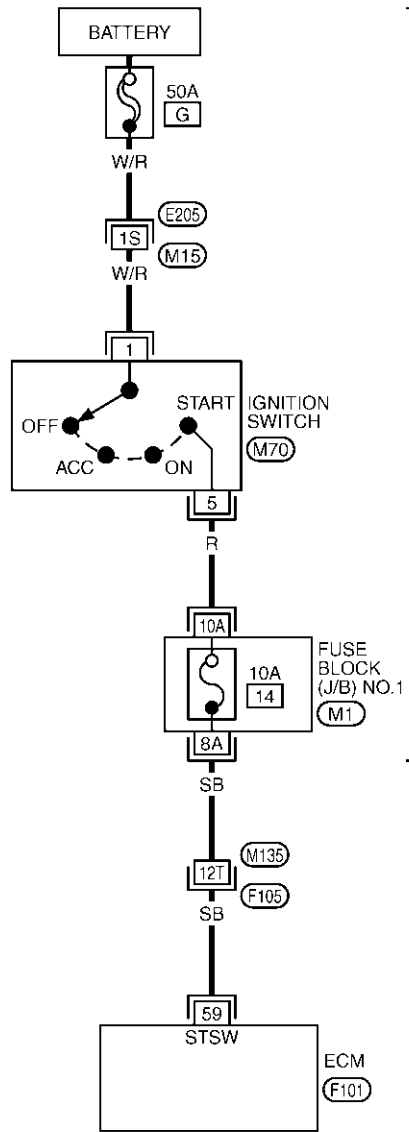 BATTERY
50A
G
W/R
E205
1S
M15
W/R
1
START
IGNITION
SWITCH
OFF
M70
ACC
ON
5
R
10A
FUSE
BLOCK
(J/B) NO.1
10A
14
M1
8A
SB
M135
12T
F105
SB
59
STSW
ECM
F101